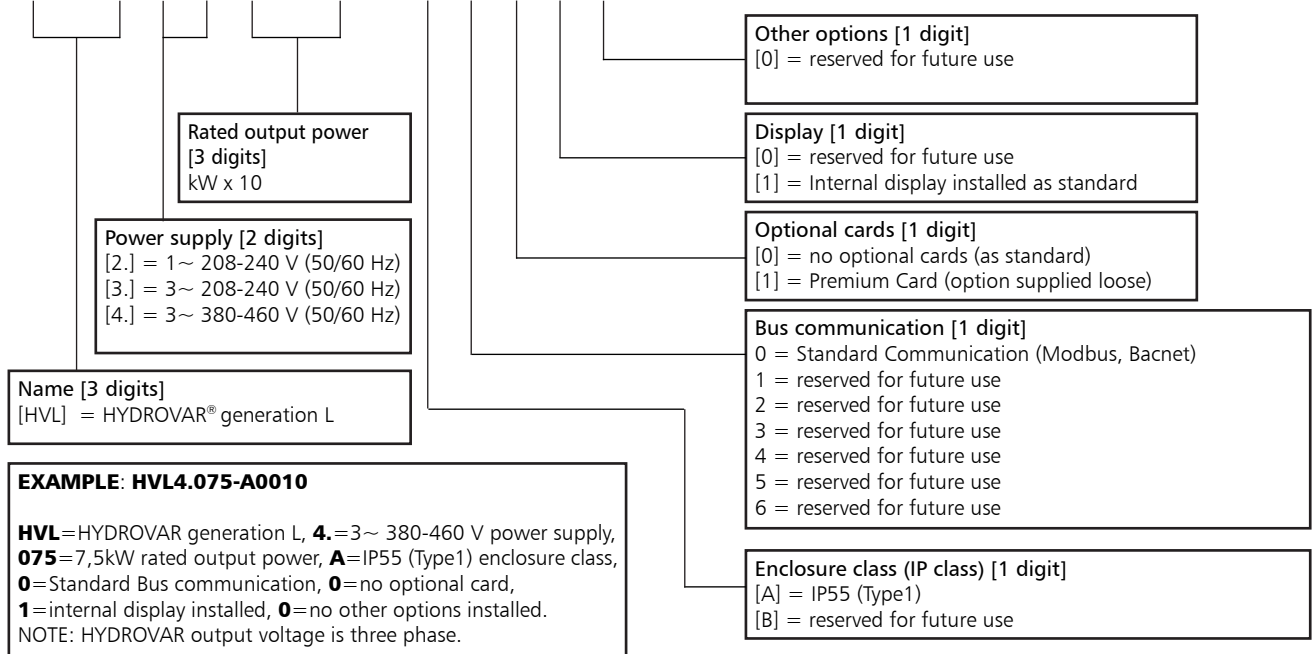 Other options [1 digit]
[0] = reserved for future use
Rated output power
[3 digits]
kW x 10
Display [1 digit]
[0] = reserved for future use
[1] = Internal display installed as standard
Power supply [2 digits]
[2.] = 1~ 208-240 V (50/60 Hz)
[3.] = 3~ 208-240 V (50/60 Hz)
[4.] = 3~ 380-460 V (50/60 Hz)
Optional cards [1 digit]
[0] = no optional cards (as standard)
[1] = Premium Card (option supplied loose)
Name [3 digits]
[HVL] = HYDROVAR® generation L
Bus communication [1 digit]
0 = Standard Communication (Modbus, Bacnet)
1 = reserved for future use
2 = reserved for future use
3 = reserved for future use
4 = reserved for future use
5 = reserved for future use
6 = reserved for future use
EXAMPLE: HVL4.075-A0010
HVL=HYDROVAR generation L, 4.=3~ 380-460 V power supply,
075=7,5kW rated output power, A=IP55 (Type1) enclosure class,
0=Standard Bus communication, 0=no optional card,
1=internal display installed, 0=no other options installed.
NOTE: HYDROVAR output voltage is three phase.
Enclosure class (IP class) [1 digit]
[A] = IP55 (Type1)
[B] = reserved for future use